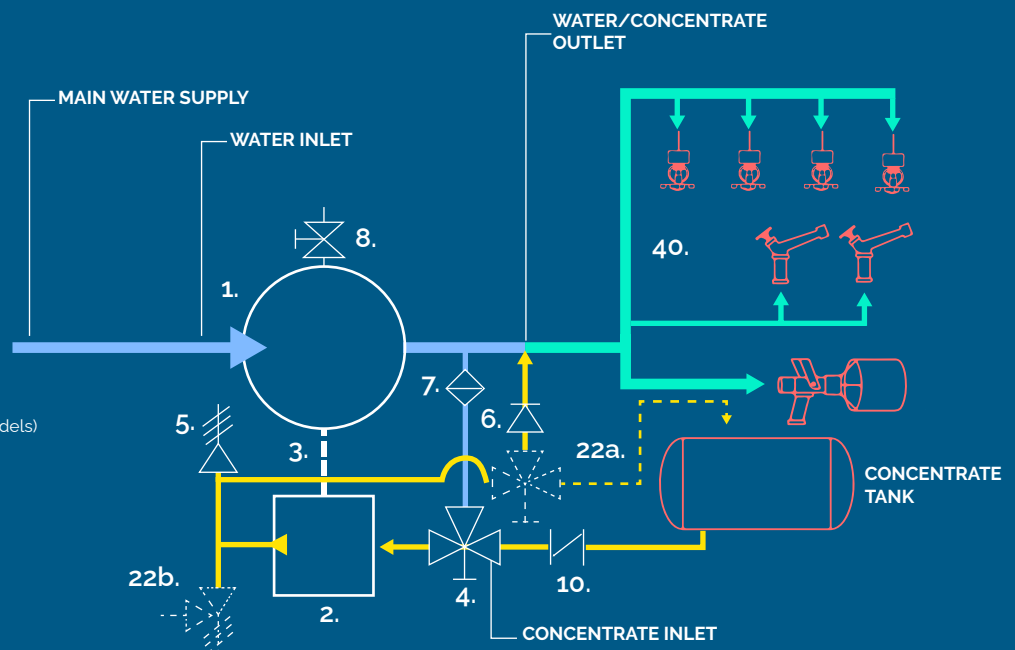 WATER/CONCENTRATE
OUTLET
MAIN WATER SUPPLY
WATER INLET
8.
40.
1.
7.
5.
6.
dels)
3.
22a.
CONCENTRATE
TANK
22b.
10.
4.
2.
CONCENTRATE INLET